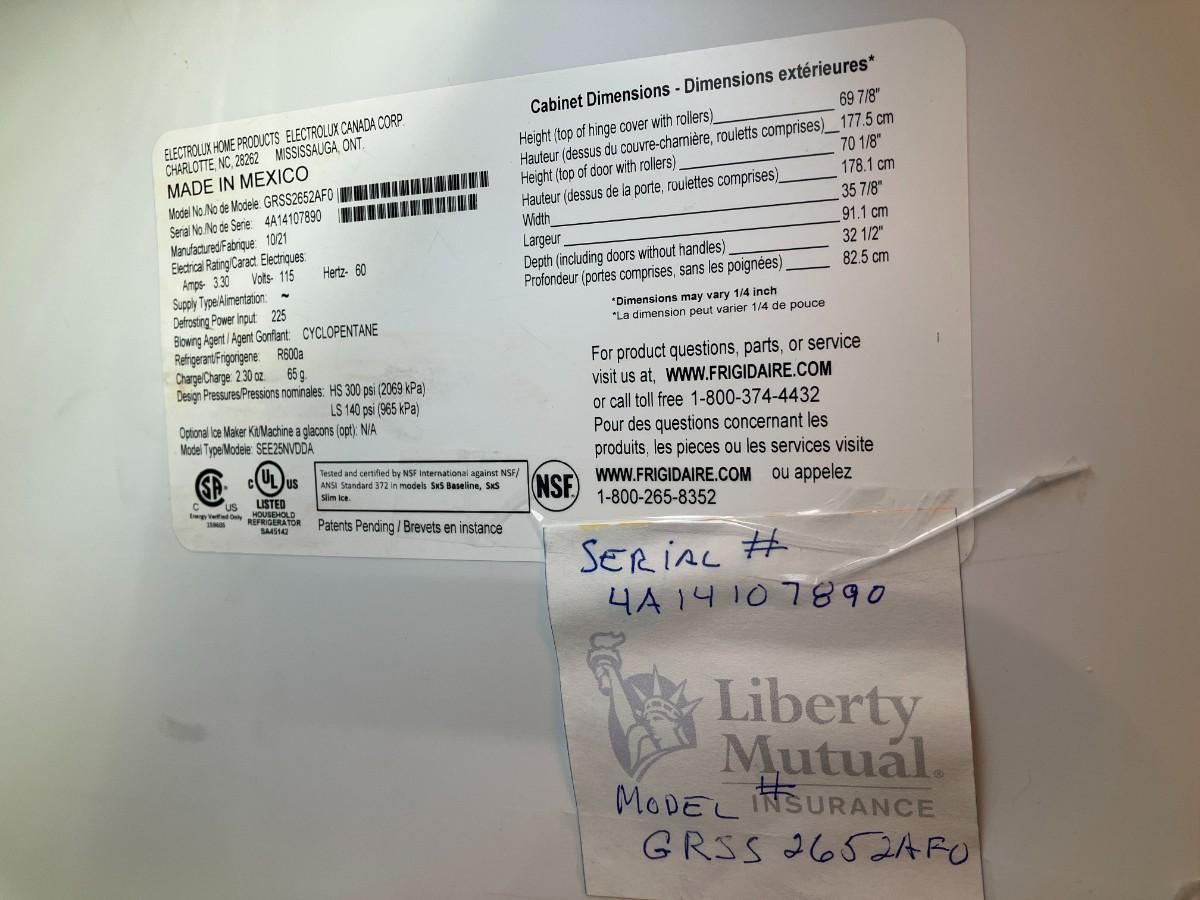 ELECTROLUX HOME PRODUCTS ELECTROLUX CANADA CORP.
CHARLOTTE, NC, 28262 MISSISSAUGA, ONT.
MADE IN MEXICO
Model No./No de Modele: GRSS2652AF0
Serial No./No de Serie: 4A14107890
Manufactured/Fabrique: 10/21
Electrical Rating/Caract. Electriques:
Amps- 3.30 Volts- 115 Hertz- 60
Supply Type/Alimentation: ~
Defrosting Power Input: 225
Blowing Agent / Agent Gonflant: CYCLOPENTANE
Refrigerant/Frigorigene: R600a
Charge/Charge: 2.30 oz. 65 g.
Design Pressures/Pressions nominales: HS 300 psi (2069 kPa)
LS 140 psi (965 kPa)
Optional Ice Maker Kit/Machine a glacons (opt): N/A
Model Type/Modele: SEE25NVDDA
SA
C US
Energy Verified Only
C UL US
LISTED
HOUSEHOLD
REFRIGERATOR
SA45142
Tested and certified by NSF International against NSF/
ANSI Standard 372 in models SxS Baseline, SxS
Slim Ice.
NSF.
Patents Pending / Brevets en instance
Cabinet Dimensions - Dimensions extérieures*
Height (top of hinge cover with rollers) 69 7/8"
Hauteur (dessus du couvre-charnière, rouletts comprises) 177.5 cm
Height (top of door with rollers) 70 1/8"
Hauteur (dessus de la porte, roulettes comprises) 178.1 cm
Width 35 7/8"
Largeur 91.1 cm
Depth (including doors without handles) 32 1/2"
Profondeur (portes comprises, sans les poignées) 82.5 cm
*Dimensions may vary 1/4 inch
*La dimension peut varier 1/4 de pouce
For product questions, parts, or service
visit us at, WWW.FRIGIDAIRE.COM
or call toll free 1-800-374-4432
Pour des questions concernant les
produits, les pieces ou les services visite
WWW.FRIGIDAIRE.COM ou appelez
1-800-265-8352
SERIAL #
4A14107890
Liberty
Mutual®
INSURANCE
MODEL #
GRSS2652AF0